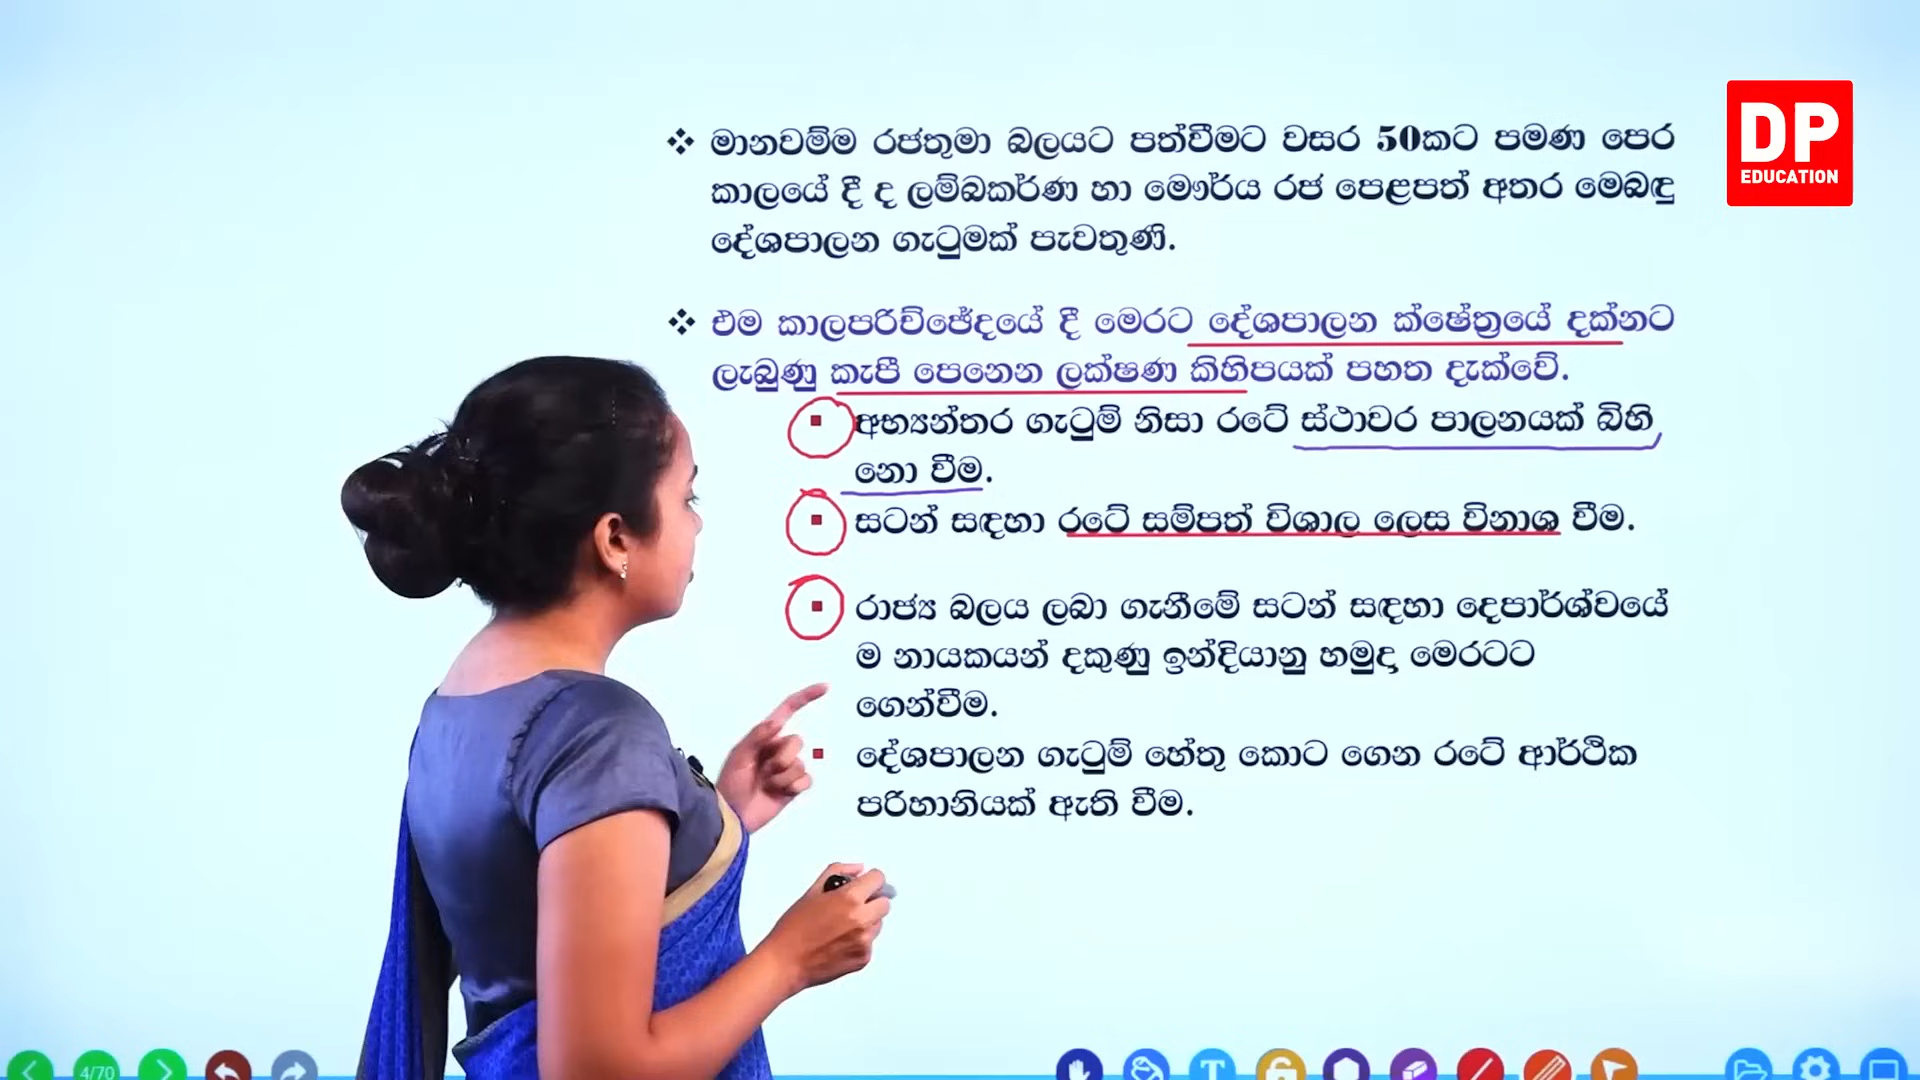 DP
EDUCATION
මානවම්ම රජතුමා බලයට පත්වීමට වසර 50කට පමණ පෙර
කාලයේ දී ද ලම්බකර්ණ හා මෞර්ය රජ පෙළපත් අතර මෙබඳු
දේශපාලන ගැටුමක් පැවතුණි.
එම කාලපරිච්ඡේදයේ දී මෙරට දේශපාලන ක්ෂේත්‍රයේ දක්නට
ලැබුණු කැපී පෙනෙන ලක්ෂණ කිහිපයක් පහත දැක්වේ.
අභ්‍යන්තර ගැටුම් නිසා රටේ ස්ථාවර පාලනයක් බිහි
නො වීම.
සටන් සඳහා රටේ සම්පත් විශාල ලෙස විනාශ වීම.
රාජ්‍ය බලය ලබා ගැනීමේ සටන් සඳහා දෙපාර්ශ්වයේ
ම නායකයන් දකුණු ඉන්දියානු හමුදා මෙරටට
ගෙන්වීම.
දේශපාලන ගැටුම් හේතු කොට ගෙන රටේ ආර්ථික
පරිහානියක් ඇති වීම.
4/70